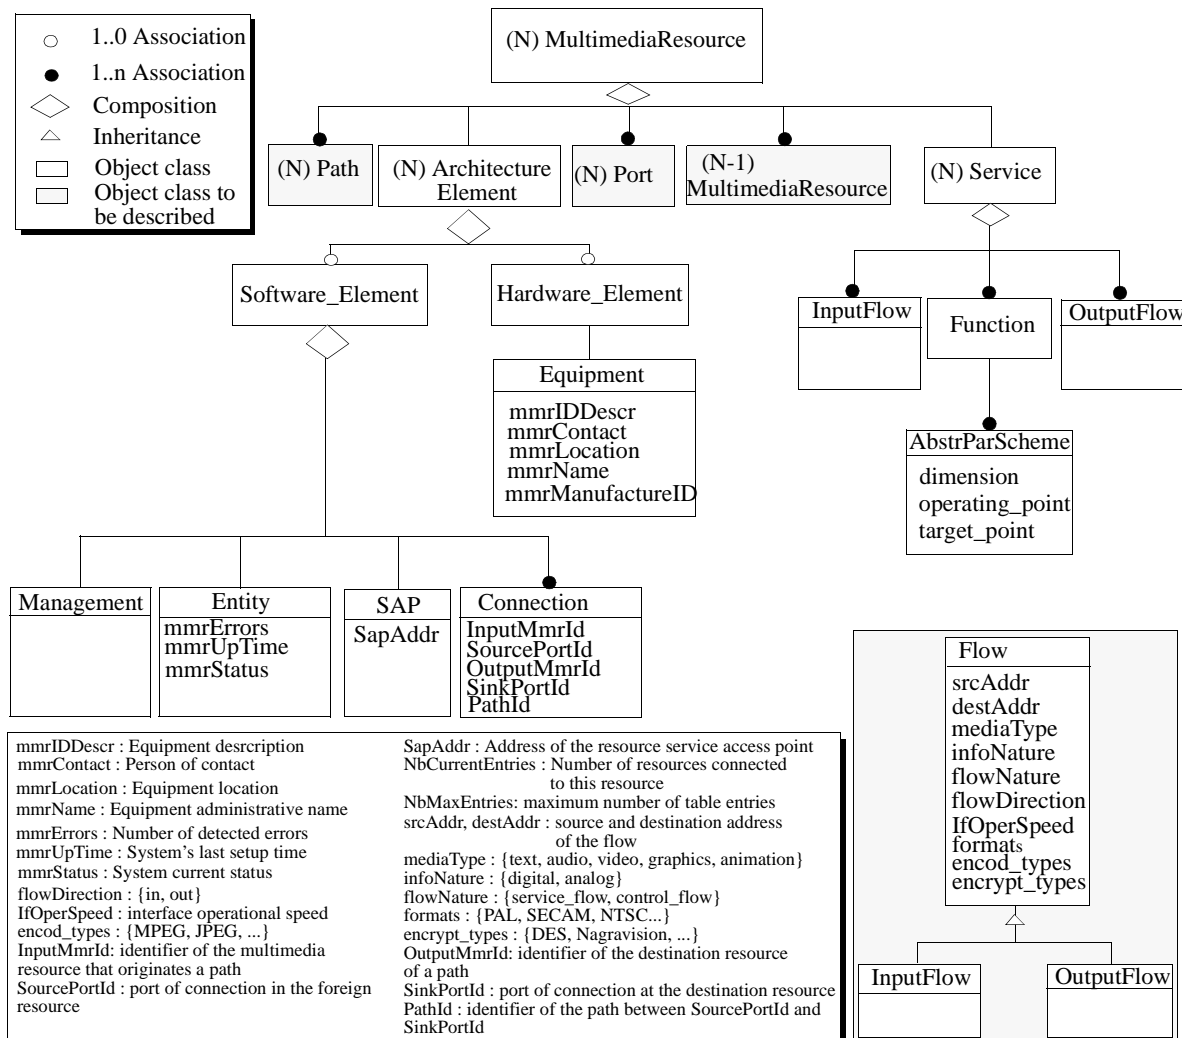 1..0 Association
1..n Association
Composition
Inheritance
Object class
Object class to
be described
(N) MultimediaResource
(N) Path
(N) Architecture
Element
(N) Port
(N-1)
MultimediaResource
(N) Service
Software_Element
Hardware_Element
InputFlow
Function
OutputFlow
Equipment
mmrIDDescr
mmrContact
mmrLocation
mmrName
mmrManufactureID
AbstrParScheme
dimension
operating_point
target_point
Management
Entity
mmrErrors
mmrUpTime
mmrStatus
SAP
SapAddr
Connection
InputMmrId
SourcePortId
OutputMmrId
SinkPortId
PathId
Flow
srcAddr
destAddr
mediaType
infoNature
flowNature
flowDirection
IfOperSpeed
formats
encod_types
encrypt_types
InputFlow
OutputFlow
mmrIDDescr : Equipment desrcription
mmrContact : Person of contact
mmrLocation : Equipment location
mmrName : Equipment administrative name
mmrErrors : Number of detected errors
mmrUpTime : System's last setup time
mmrStatus : System current status
flowDirection : {in, out}
IfOperSpeed : interface operational speed
encod_types : {MPEG, JPEG, ...}
InputMmrId: identifier of the multimedia
resource that originates a path
SourcePortId : port of connection in the foreign
resource
SapAddr : Address of the resource service access point
NbCurrentEntries : Number of resources connected
to this resource
NbMaxEntries: maximum number of table entries
srcAddr, destAddr : source and destination address
of the flow
mediaType : {text, audio, video, graphics, animation}
infoNature : {digital, analog}
flowNature : {service_flow, control_flow}
formats : {PAL, SECAM, NTSC...}
encrypt_types : {DES, Nagravision, ...}
OutputMmrId: identifier of the destination resource
of a path
SinkPortId : port of connection at the destination resource
PathId : identifier of the path between SourcePortId and
SinkPortId